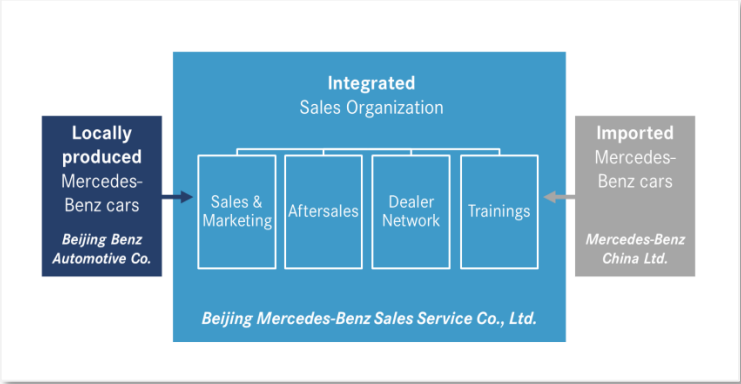 Integrated
Sales Organization
Locally
produced
Mercedes-
Benz cars
Beijing Benz
Automotive Co.
Sales &
Marketing
Aftersales
Dealer
Network
Trainings
Imported
Mercedes-
Benz cars
Mercedes-Benz
China Ltd.
Beijing Mercedes-Benz Sales Service Co., Ltd.